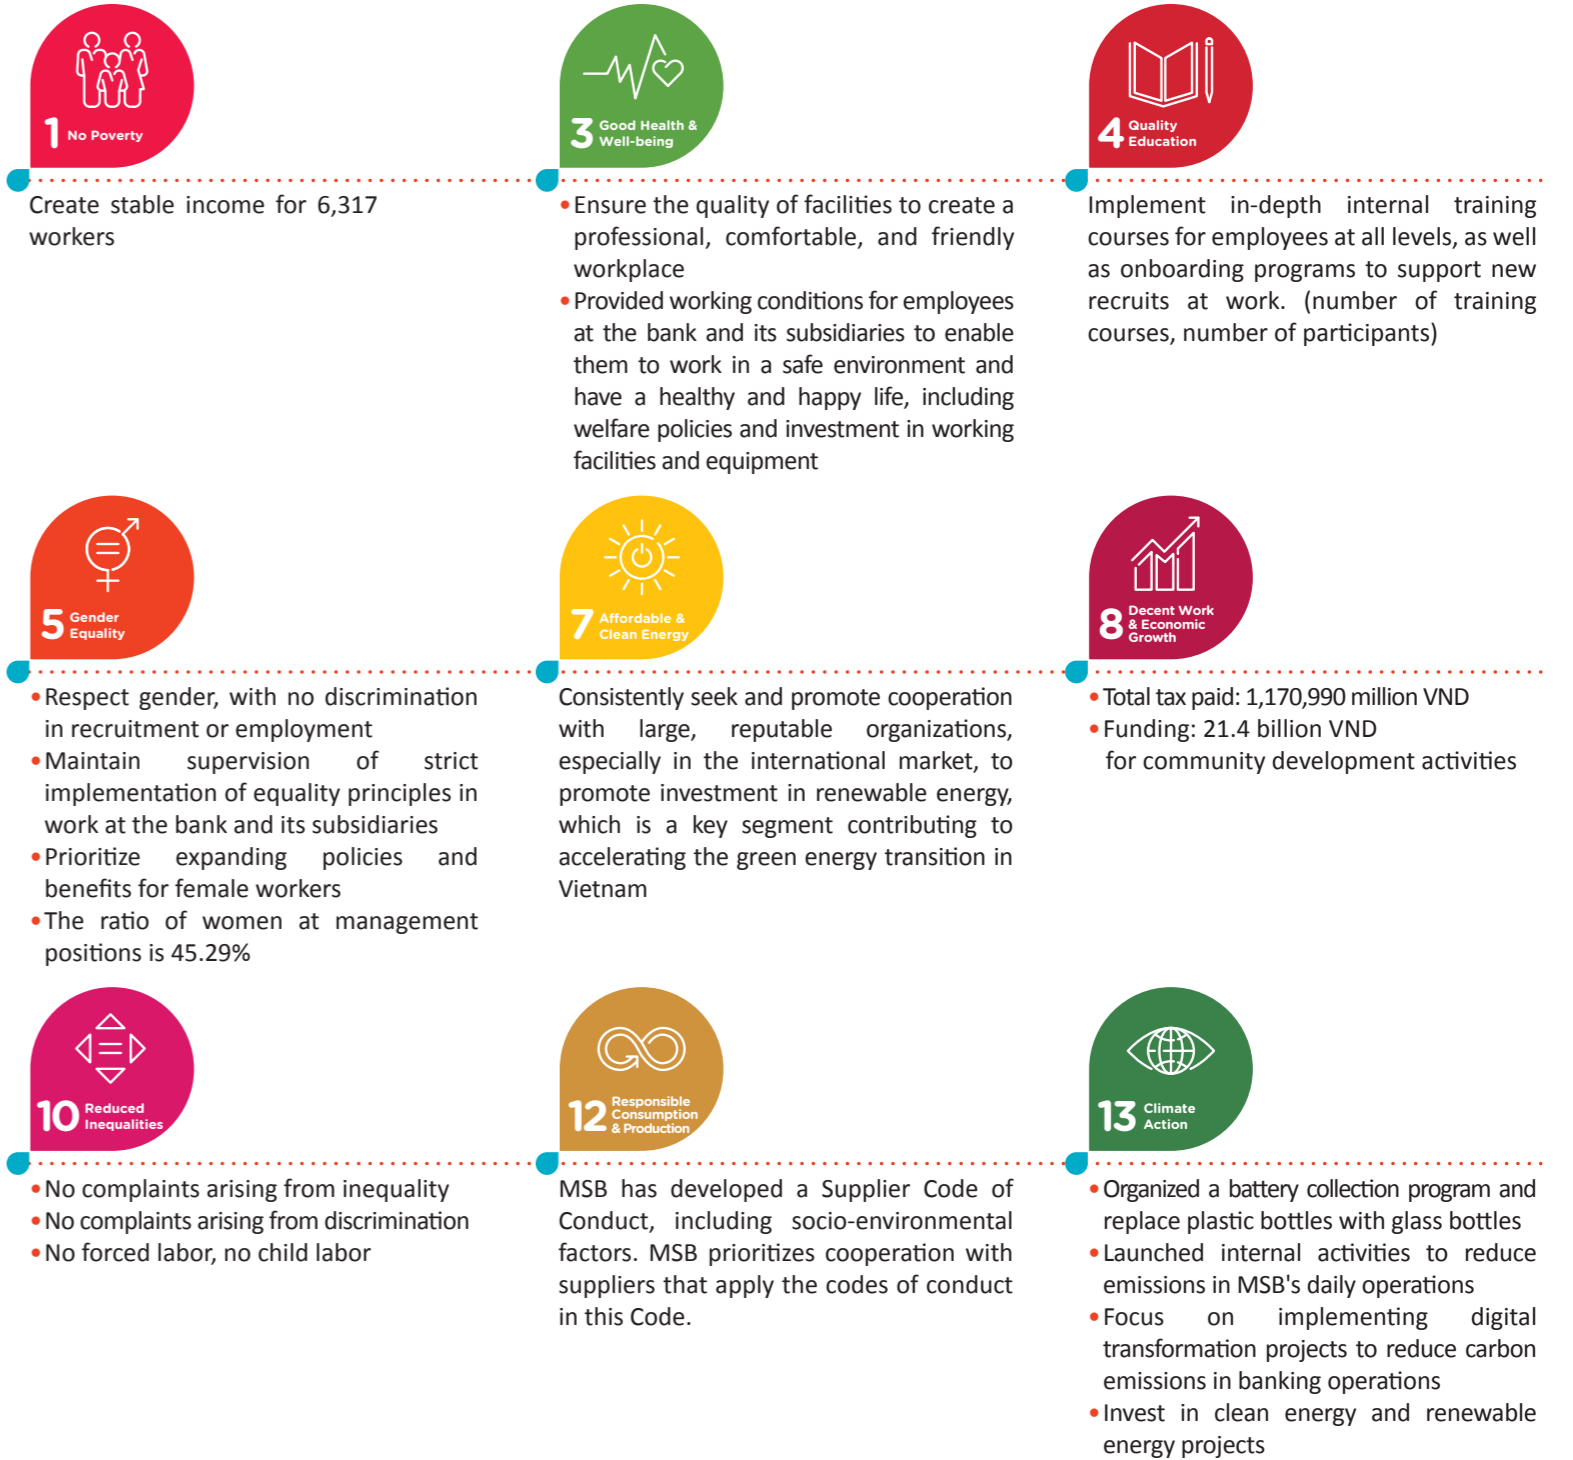 1 No Poverty
Create stable income for 6,317
workers
3 Good Health &
Well-being
•Ensure the quality of facilities to create a
professional, comfortable, and friendly
workplace
•Provided working conditions for employees
at the bank and its subsidiaries to enable
them to work in a safe environment and
have a healthy and happy life, including
welfare policies and investment in working
facilities and equipment
4 Quality
Education
Implement in-depth internal training
courses for employees at all levels, as well
as onboarding programs to support new
recruits at work. (number of training
courses, number of participants)
5 Gender
Equality
•Respect gender, with no discrimination
in recruitment or employment
•Maintain supervision of strict
implementation of equality principles in
work at the bank and its subsidiaries
•Prioritize expanding policies and
benefits for female workers
•The ratio of women at management
positions is 45.29%
7 Affordable &
Clean Energy
Consistently seek and promote cooperation
with large, reputable organizations,
especially in the international market, to
promote investment in renewable energy,
which is a key segment contributing to
accelerating the green energy transition in
Vietnam
8 Decent Work
& Economic
Growth
•Total tax paid: 1,170,990 million VND
•Funding: 21.4 billion VND
for community development activities
10 Reduced
Inequalities
•No complaints arising from inequality
•No complaints arising from discrimination
•No forced labor, no child labor
12 Responsible
Consumption
& Production
MSB has developed a Supplier Code of
Conduct, including socio-environmental
factors. MSB prioritizes cooperation with
suppliers that apply the codes of conduct
in this Code.
13 Climate
Action
•Organized a battery collection program and
replace plastic bottles with glass bottles
•Launched internal activities to reduce
emissions in MSB's daily operations
•Focus on implementing digital
transformation projects to reduce carbon
emissions in banking operations
•Invest in clean energy and renewable
energy projects